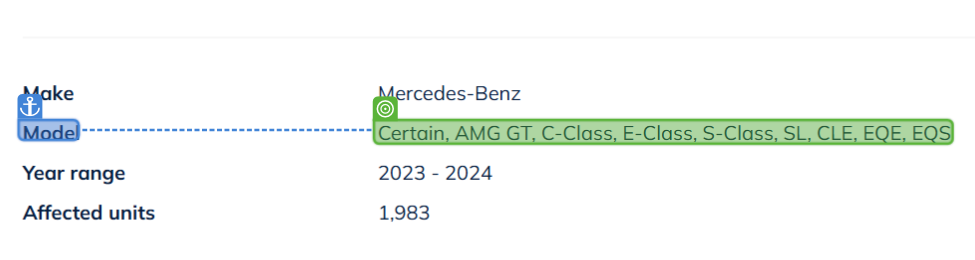 Make Mercedes-Benz
Model Certain, AMG GT, C-Class, E-Class, S-Class, SL, CLE, EQE, EQS
Year range 2023 - 2024
Affected units 1,983